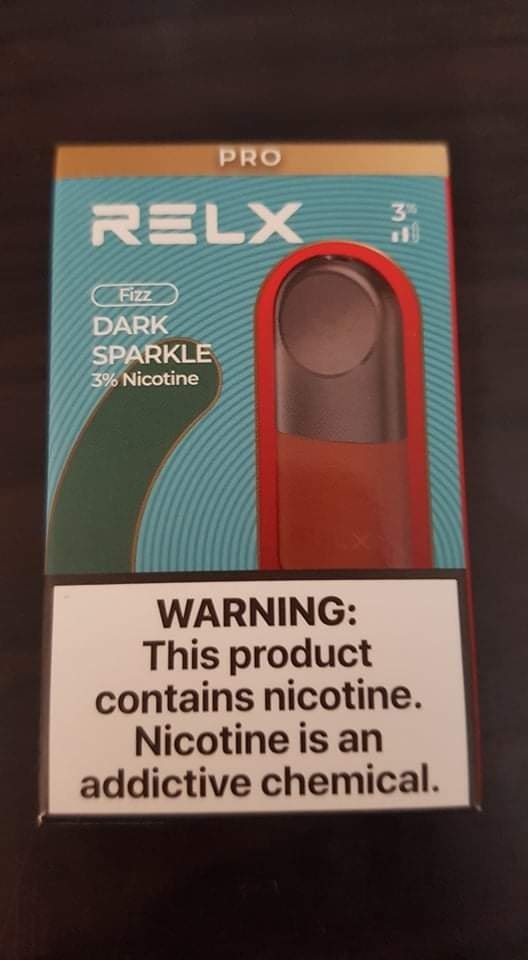 PRO
RELX
3%
Fizz
DARK
SPARKLE
3% Nicotine
WARNING:
This product
contains nicotine.
Nicotine is an
addictive chemical.